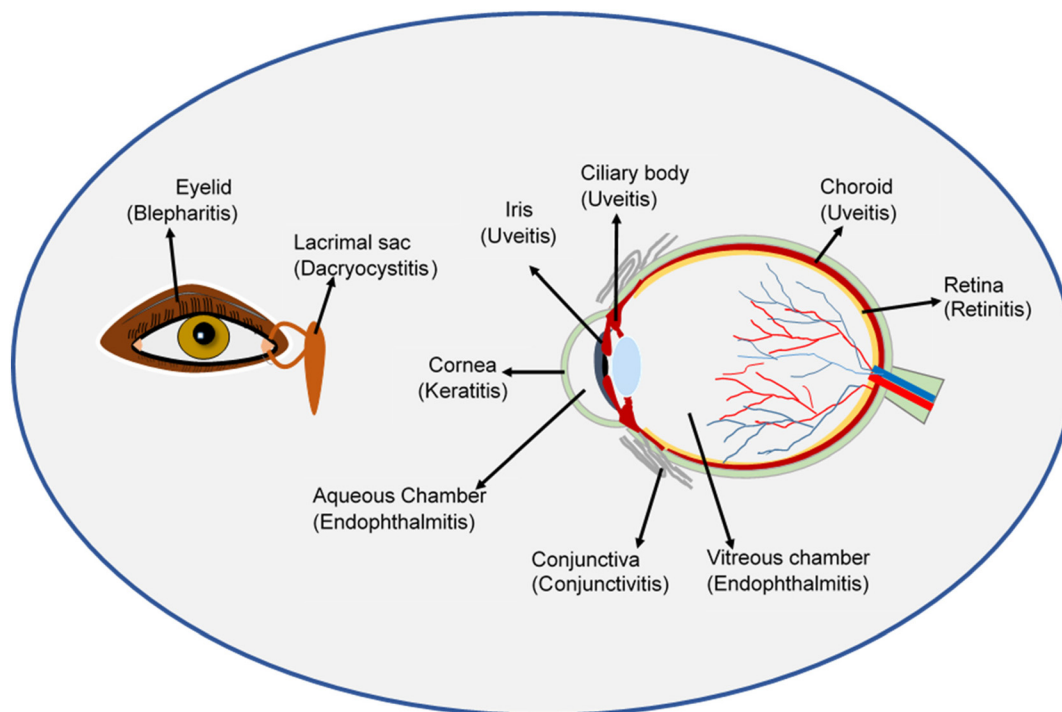 Eyelid
(Blepharitis)
Lacrimal sac
(Dacryocystitis)
Iris
(Uveitis)
Ciliary body
(Uveitis)
Choroid
(Uveitis)
Retina
(Retinitis)
Cornea
(Keratitis)
Aqueous Chamber
(Endophthalmitis)
Conjunctiva
(Conjunctivitis)
Vitreous chamber
(Endophthalmitis)